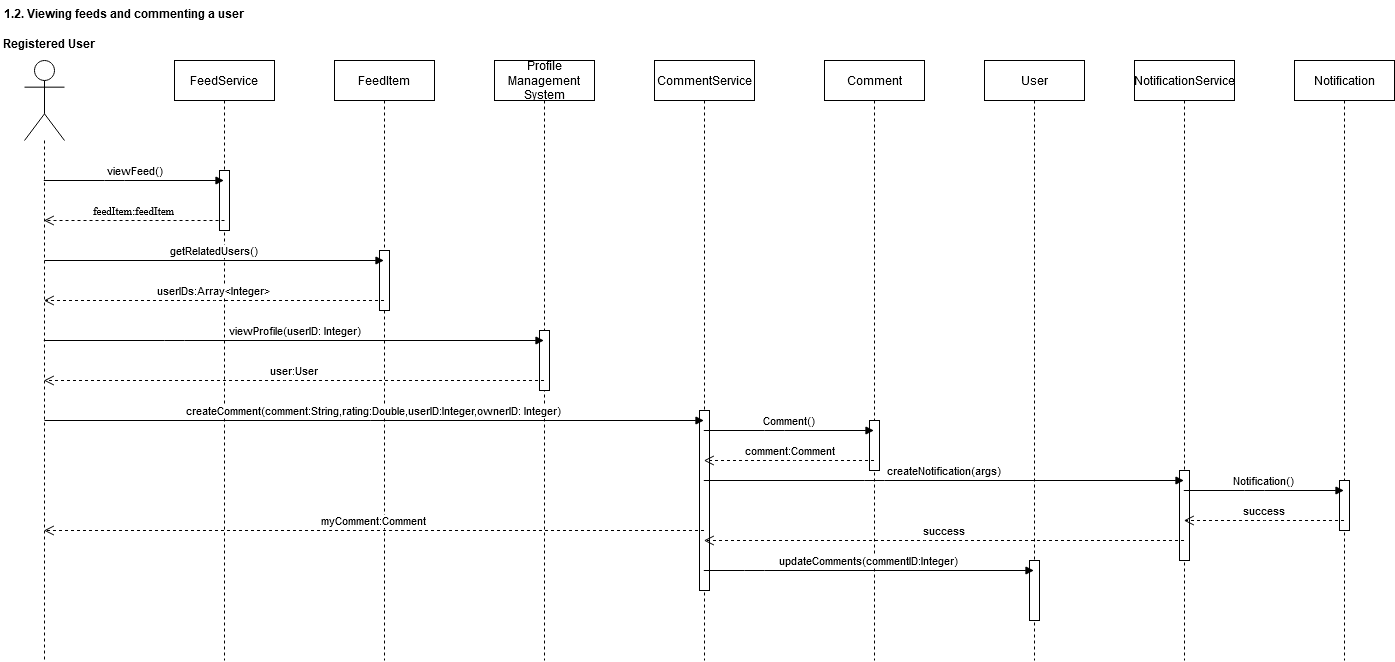 1.2. Viewing feeds and commenting a user
Registered User
FeedService
FeedItem
Profile
Management
System
CommentService
Comment
User
NotificationService
Notification
viewFeed()
feedItem:feedItem
getRelatedUsers()
userIDs:Array<Integer>
viewProfile(userID: Integer)
user:User
createComment(comment:String,rating:Double,userID:Integer,ownerID: Integer)
Comment()
comment:Comment
createNotification(args)
Notification()
success
myComment:Comment
success
updateComments(commentID:Integer)